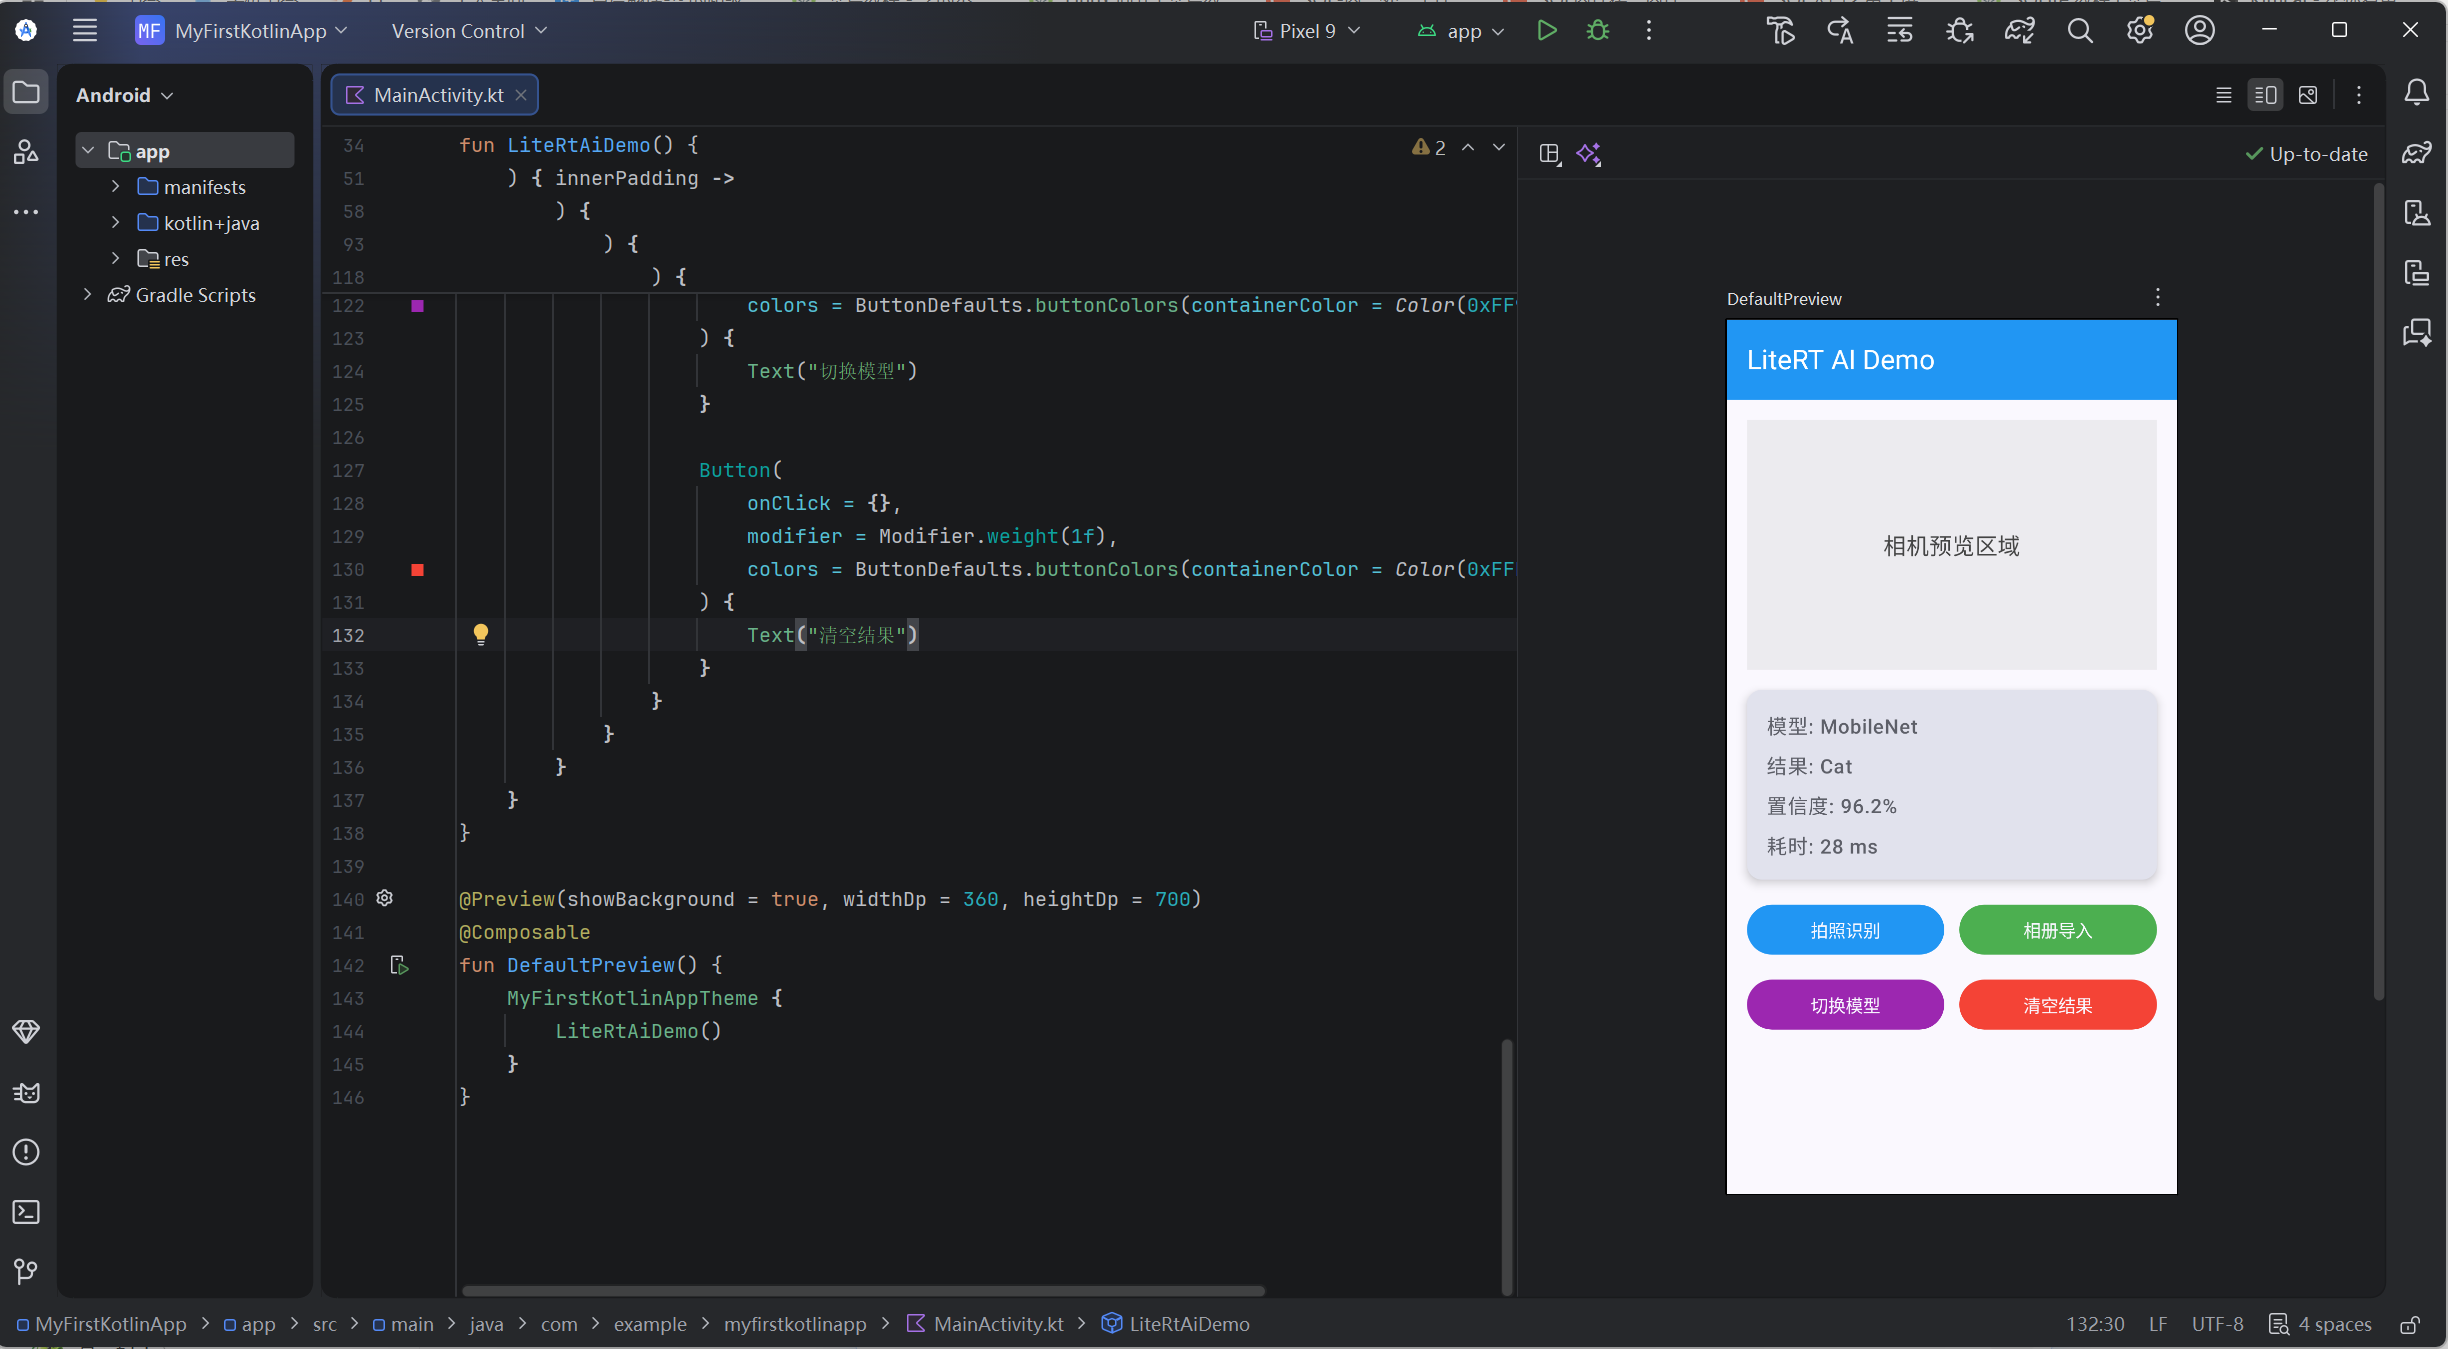 MF MyFirstKotlinApp Version Control Pixel 9 app
Android
app
manifests
kotlin+java
res
Gradle Scripts
MainActivity.kt
2
34 fun LiteRtAiDemo() {
51 ) { innerPadding ->
58 ) {
93 ) {
118 ) {
122 colors = ButtonDefaults.buttonColors(containerColor = Color(0xFF
123 ) {
124 Text("切换模型")
125 }
126
127 Button(
128 onClick = {},
129 modifier = Modifier.weight(1f),
130 colors = ButtonDefaults.buttonColors(containerColor = Color(0xFF
131 ) {
132 Text("清空结果")
133 }
134 }
135 }
136 }
137 }
138 }
139
140 @Preview(showBackground = true, widthDp = 360, heightDp = 700)
141 @Composable
142 fun DefaultPreview() {
143 MyFirstKotlinAppTheme {
144 LiteRtAiDemo()
145 }
146 }
Up-to-date
DefaultPreview
LiteRT AI Demo
相机预览区域
模型: MobileNet
结果: Cat
置信度: 96.2%
耗时: 28 ms
拍照识别 相册导入
切换模型 清空结果
MyFirstKotlinApp > app > src > main > java > com > example > myfirstkotlinapp > MainActivity.kt > LiteRtAiDemo 132:30 LF UTF-8 4 spaces